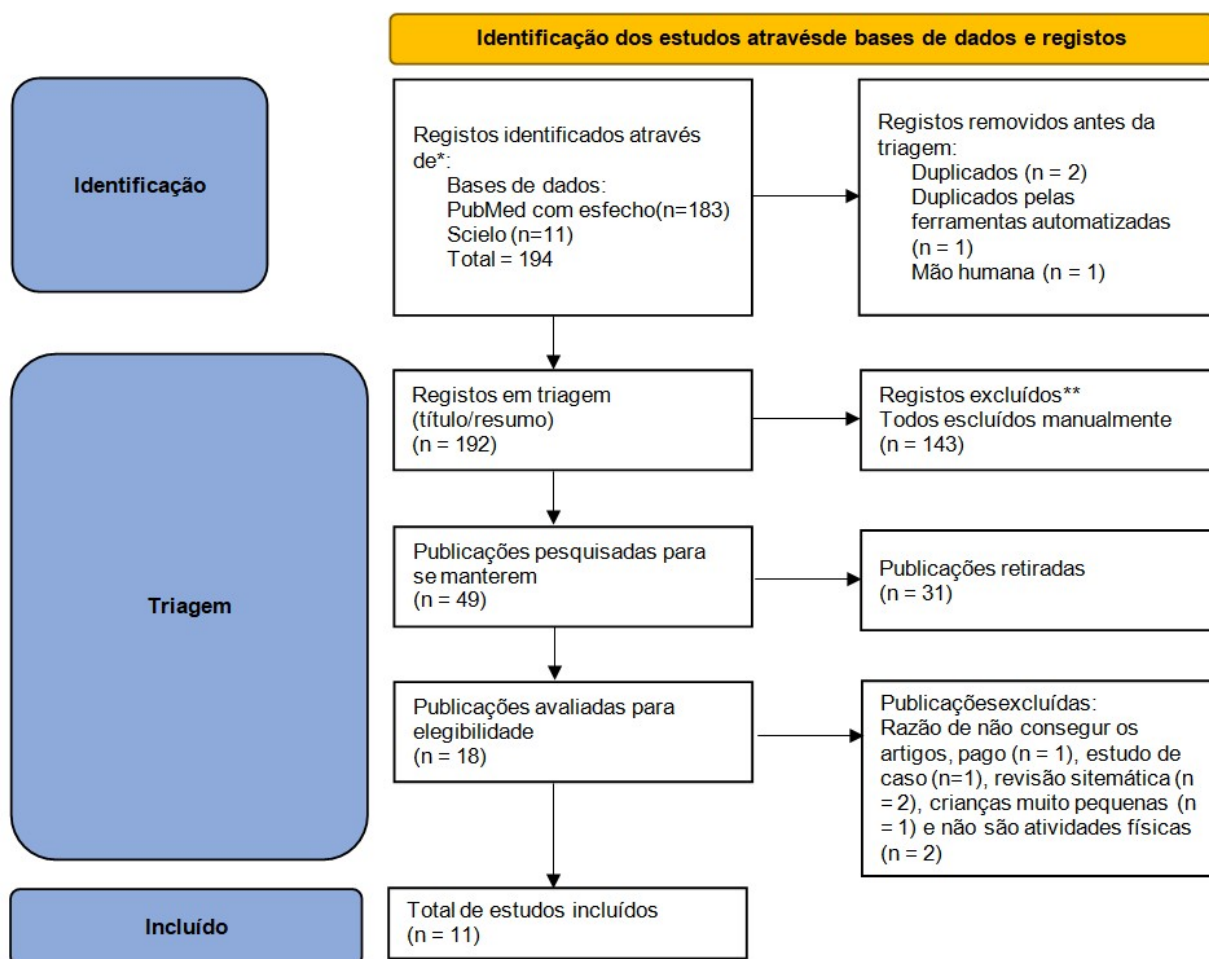 Identificação dos estudos atravésde bases de dados e registos
Identificação
Registos identificados através
de*:
Bases de dados:
PubMed com esfecho(n=183)
Scielo (n=11)
Total = 194
Registos removidos antes da
triagem:
Duplicados (n = 2)
Duplicados pelas
ferramentas automatizadas
(n = 1)
Mão humana (n = 1)
Triagem
Registos em triagem
(título/resumo)
(n = 192)
Registos excluídos**
Todos escluídos manualmente
(n = 143)
Publicações pesquisadas para
se manterem
(n = 49)
Publicações retiradas
(n = 31)
Publicações avaliadas para
elegibilidade
(n = 18)
Publicaçõesexcluídas:
Razão de não consegur os
artigos, pago (n = 1), estudo de
caso (n=1), revisão sitemática (n
= 2), crianças muito pequenas (n
= 1) e não são atividades físicas
(n = 2)
Incluído
Total de estudos incluídos
(n = 11)